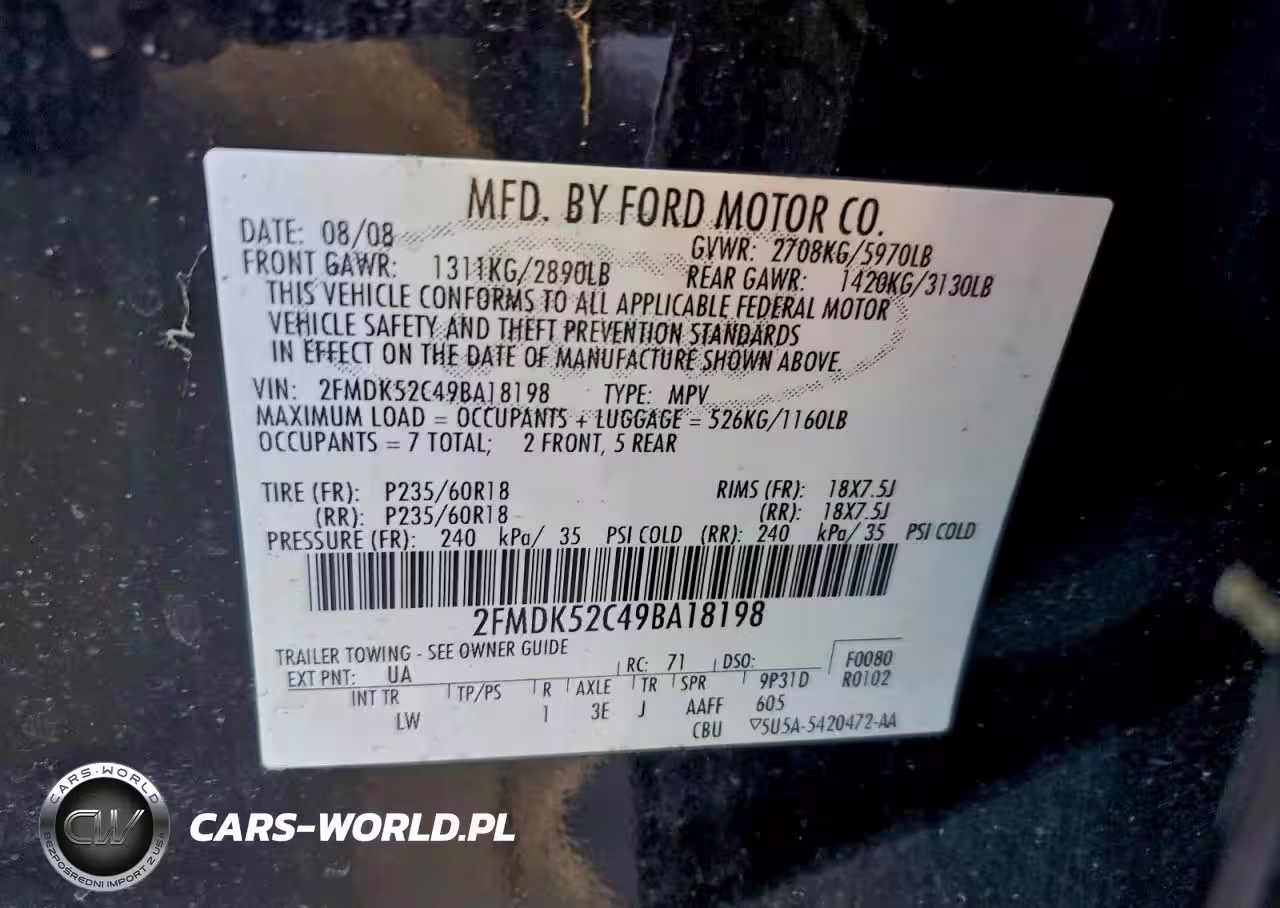 MFD. BY FORD MOTOR CO.
DATE: 08/08 GVWR: 2708KG/5970LB
FRONT GAWR: 1311KG/2890LB REAR GAWR: 1420KG/3130LB
THIS VEHICLE CONFORMS TO ALL APPLICABLE FEDERAL MOTOR
VEHICLE SAFETY AND THEFT PREVENTION STANDARDS
IN EFFECT ON THE DATE OF MANUFACTURE SHOWN ABOVE.
VIN: 2FMDK52C49BA18198 TYPE: MPV
MAXIMUM LOAD = OCCUPANTS + LUGGAGE = 526KG/1160LB
OCCUPANTS = 7 TOTAL; 2 FRONT, 5 REAR
TIRE (FR): P235/60R18 RIMS (FR): 18X7.5J
(RR): P235/60R18 (RR): 18X7.5J
PRESSURE (FR): 240 kPa/ 35 PSI COLD (RR): 240 kPa/ 35 PSI COLD
2FMDK52C49BA18198
TRAILER TOWING - SEE OWNER GUIDE
EXT PNT: UA RC: 71 DSO: F0080
INT TR TP/PS R AXLE TR SPR 9P31D R0102
LW 1 3E J AAFF 605
CBU ▽5U5A-5420472-AA
CARS-WORLD
CW
BEZPOŚREDNI IMPORT Z USA
CARS-WORLD.PL